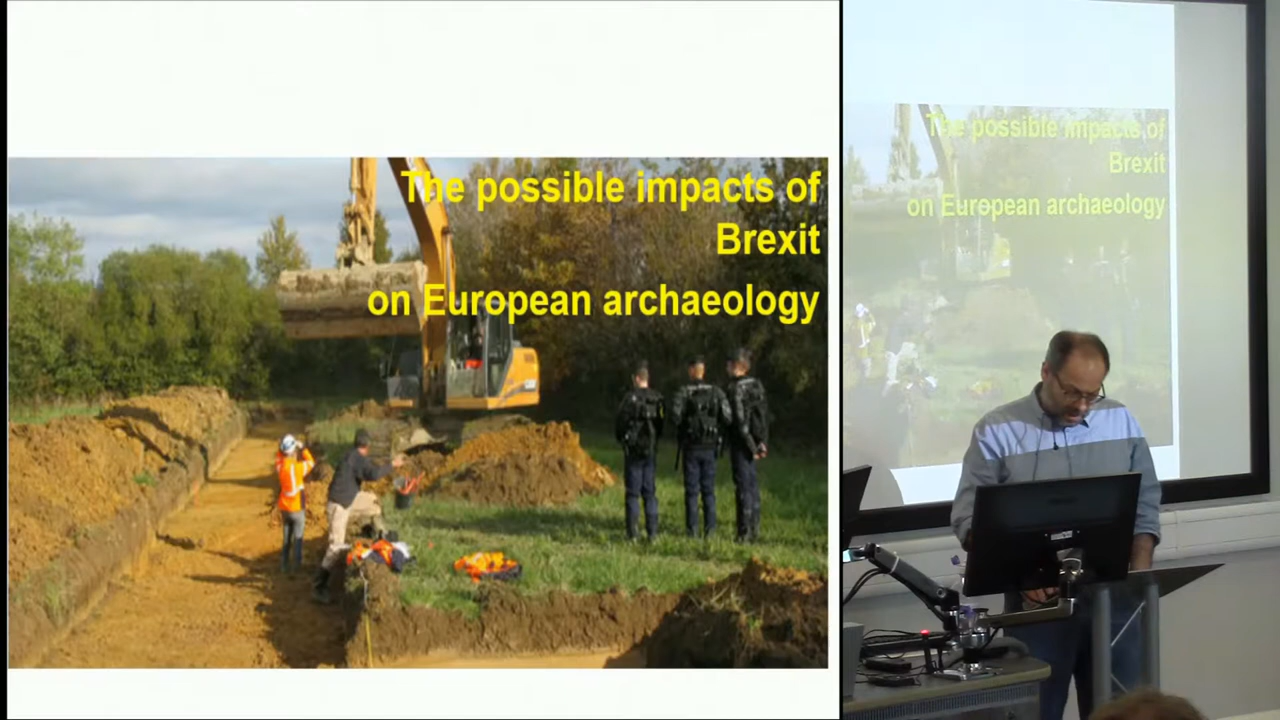 The possible impacts of
Brexit
on European archaeology
The possible impacts of
Brexit
on European archaeology